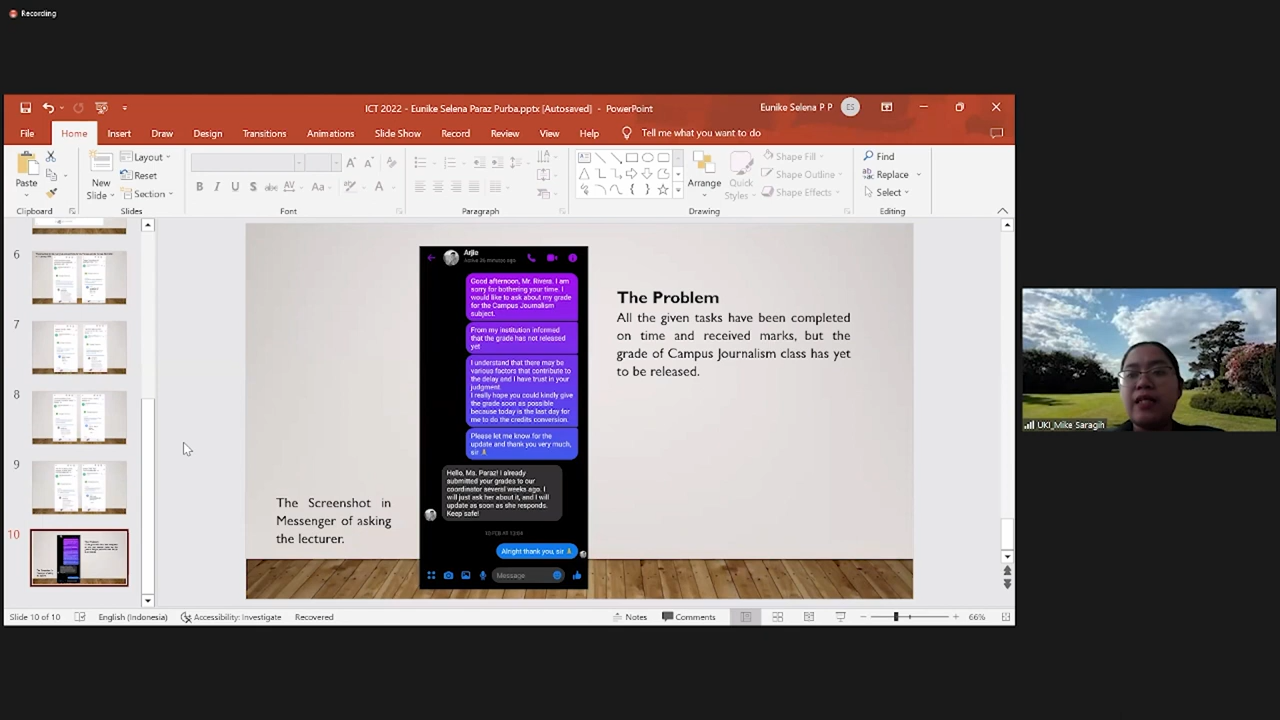 Recording
ICT 2022 - Eunike Selena Paraz Purba.pptx [Autosaved] - PowerPoint
Eunike Selena P P
ES
File Home Insert Draw Design Transitions Animations Slide Show Record Review View Help Tell me what you want to do
Paste
New
Slide
Layout
Reset
Section
Arrange
Quick
Styles
Shape Fill
Shape Outline
Shape Effects
Find
Replace
Select
Clipboard
Slides
Font
Paragraph
Drawing
Editing
6
7
8
9
10
The Screenshot in
Messenger of asking
the lecturer.
Arjie
Active 26 minutes ago
Good afternoon, Mr. Rivera. I am
sorry for bothering your time. I
would like to ask about my grade
for the Campus Journalism
subject.
From my institution informed
that the grade has not released
yet
I understand that there may be
various factors that contribute to
the delay and I have trust in your
judgment.
I really hope you could kindly give
the grade soon as possible
because today is the last day for
me to do the credits conversion.
Please let me know for the
update and thank you very much,
sir 🙏
Hello, Ms. Paraz! I already
submitted your grades to our
coordinator several weeks ago. I
will just ask her about it, and I will
update as soon as she responds.
Keep safe!
Alright thank you, sir 🙏
Message
The Problem
All the given tasks have been completed
on time and received marks, but the
grade of Campus Journalism class has yet
to be released.
UKI_Mike Saragih
Slide 10 of 10
English (Indonesia)
Accessibility: Investigate
Recovered
Notes
Comments
66%